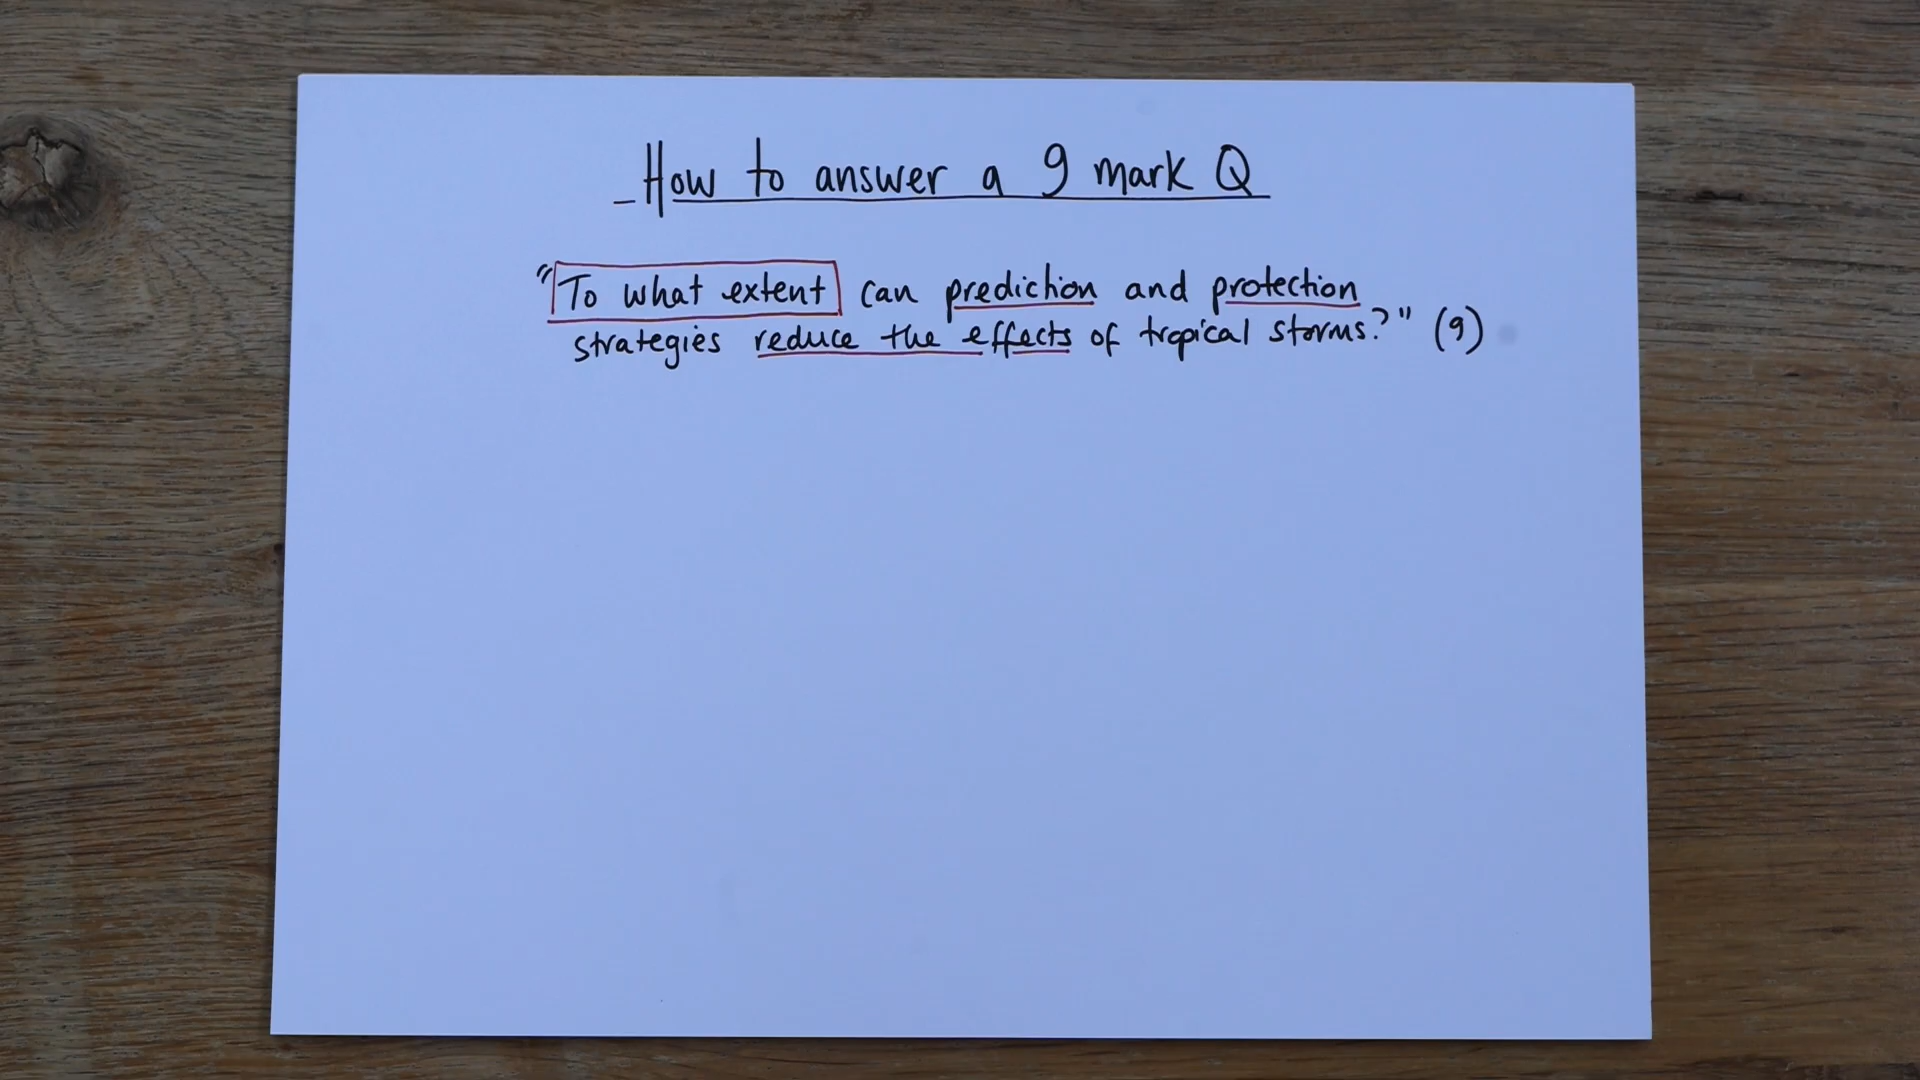 How to answer a 9 mark Q
"To what extent can prediction and protection
strategies reduce the effects of tropical storms?" (9)